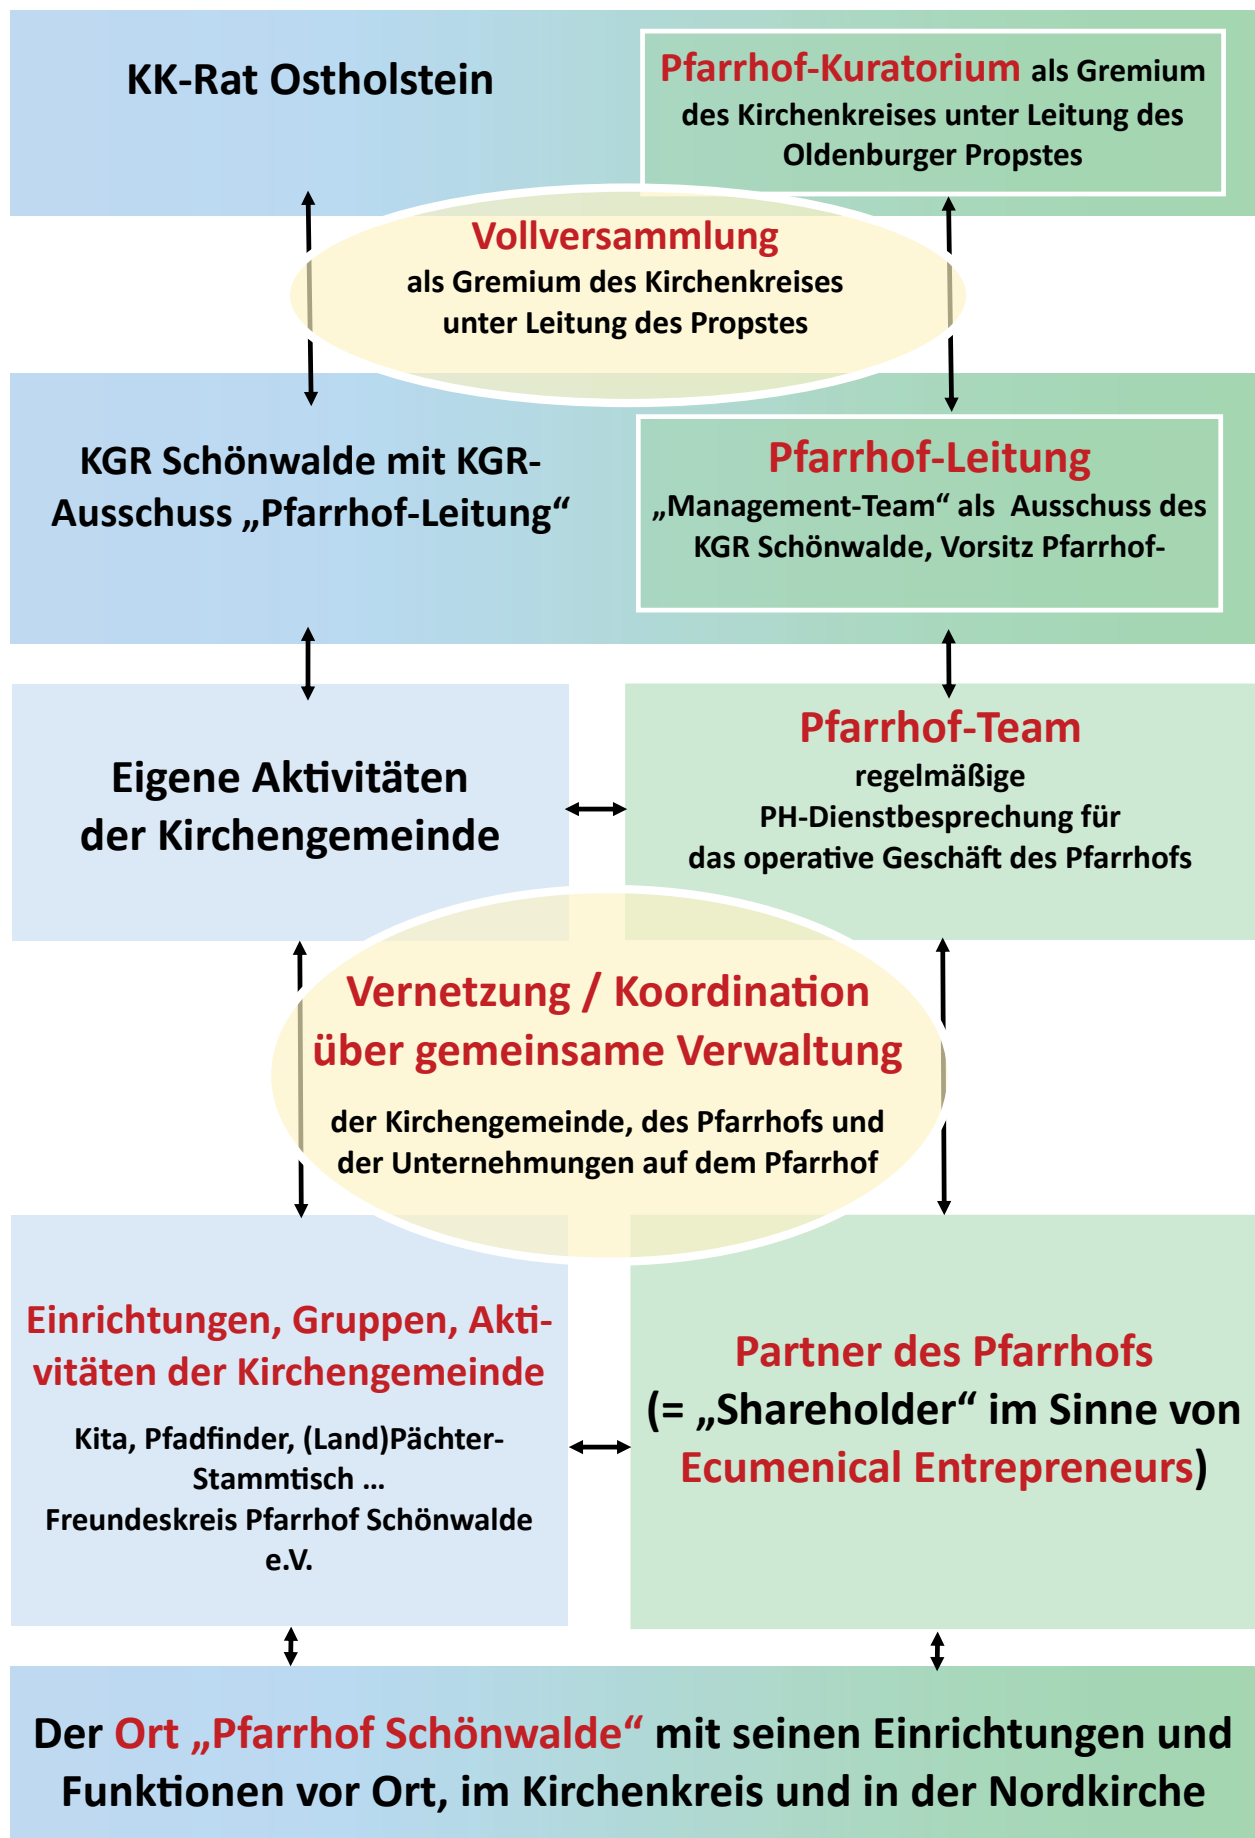 KK-Rat Ostholstein
Pfarrhof-Kuratorium als Gremium
des Kirchenkreises unter Leitung des
Oldenburger Propstes
Vollversammlung
als Gremium des Kirchenkreises
unter Leitung des Propstes
KGR Schönwalde mit KGR-
Ausschuss „Pfarrhof-Leitung“
Pfarrhof-Leitung
„Management-Team“ als Ausschuss des
KGR Schönwalde, Vorsitz Pfarrhof-
Eigene Aktivitäten
der Kirchengemeinde
Pfarrhof-Team
regelmäßige
PH-Dienstbesprechung für
das operative Geschäft des Pfarrhofs
Vernetzung / Koordination
über gemeinsame Verwaltung
der Kirchengemeinde, des Pfarrhofs und
der Unternehmungen auf dem Pfarrhof
Einrichtungen, Gruppen, Akti-
vitäten der Kirchengemeinde
Kita, Pfadfinder, (Land)Pächter-
Stammtisch ...
Freundeskreis Pfarrhof Schönwalde
e.V.
Partner des Pfarrhofs
(= „Shareholder“ im Sinne von
Ecumenical Entrepreneurs)
Der Ort „Pfarrhof Schönwalde“ mit seinen Einrichtungen und
Funktionen vor Ort, im Kirchenkreis und in der Nordkirche